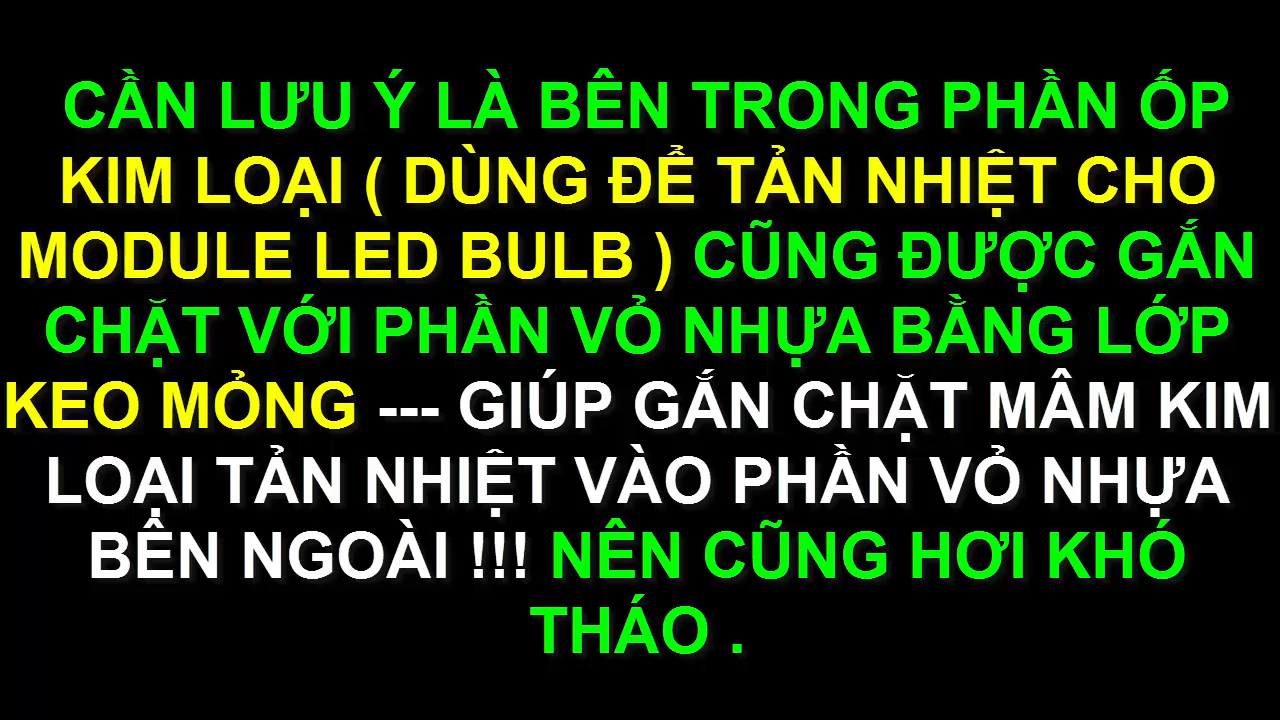 CẦN LƯU Ý LÀ BÊN TRONG PHẦN ỐP
KIM LOẠI ( DÙNG ĐỂ TẢN NHIỆT CHO
MODULE LED BULB ) CŨNG ĐƯỢC GẮN
CHẶT VỚI PHẦN VỎ NHỰA BẰNG LỚP
KEO MỎNG --- GIÚP GẮN CHẶT MÂM KIM
LOẠI TẢN NHIỆT VÀO PHẦN VỎ NHỰA
BÊN NGOÀI !!! NÊN CŨNG HƠI KHÓ
THÁO .